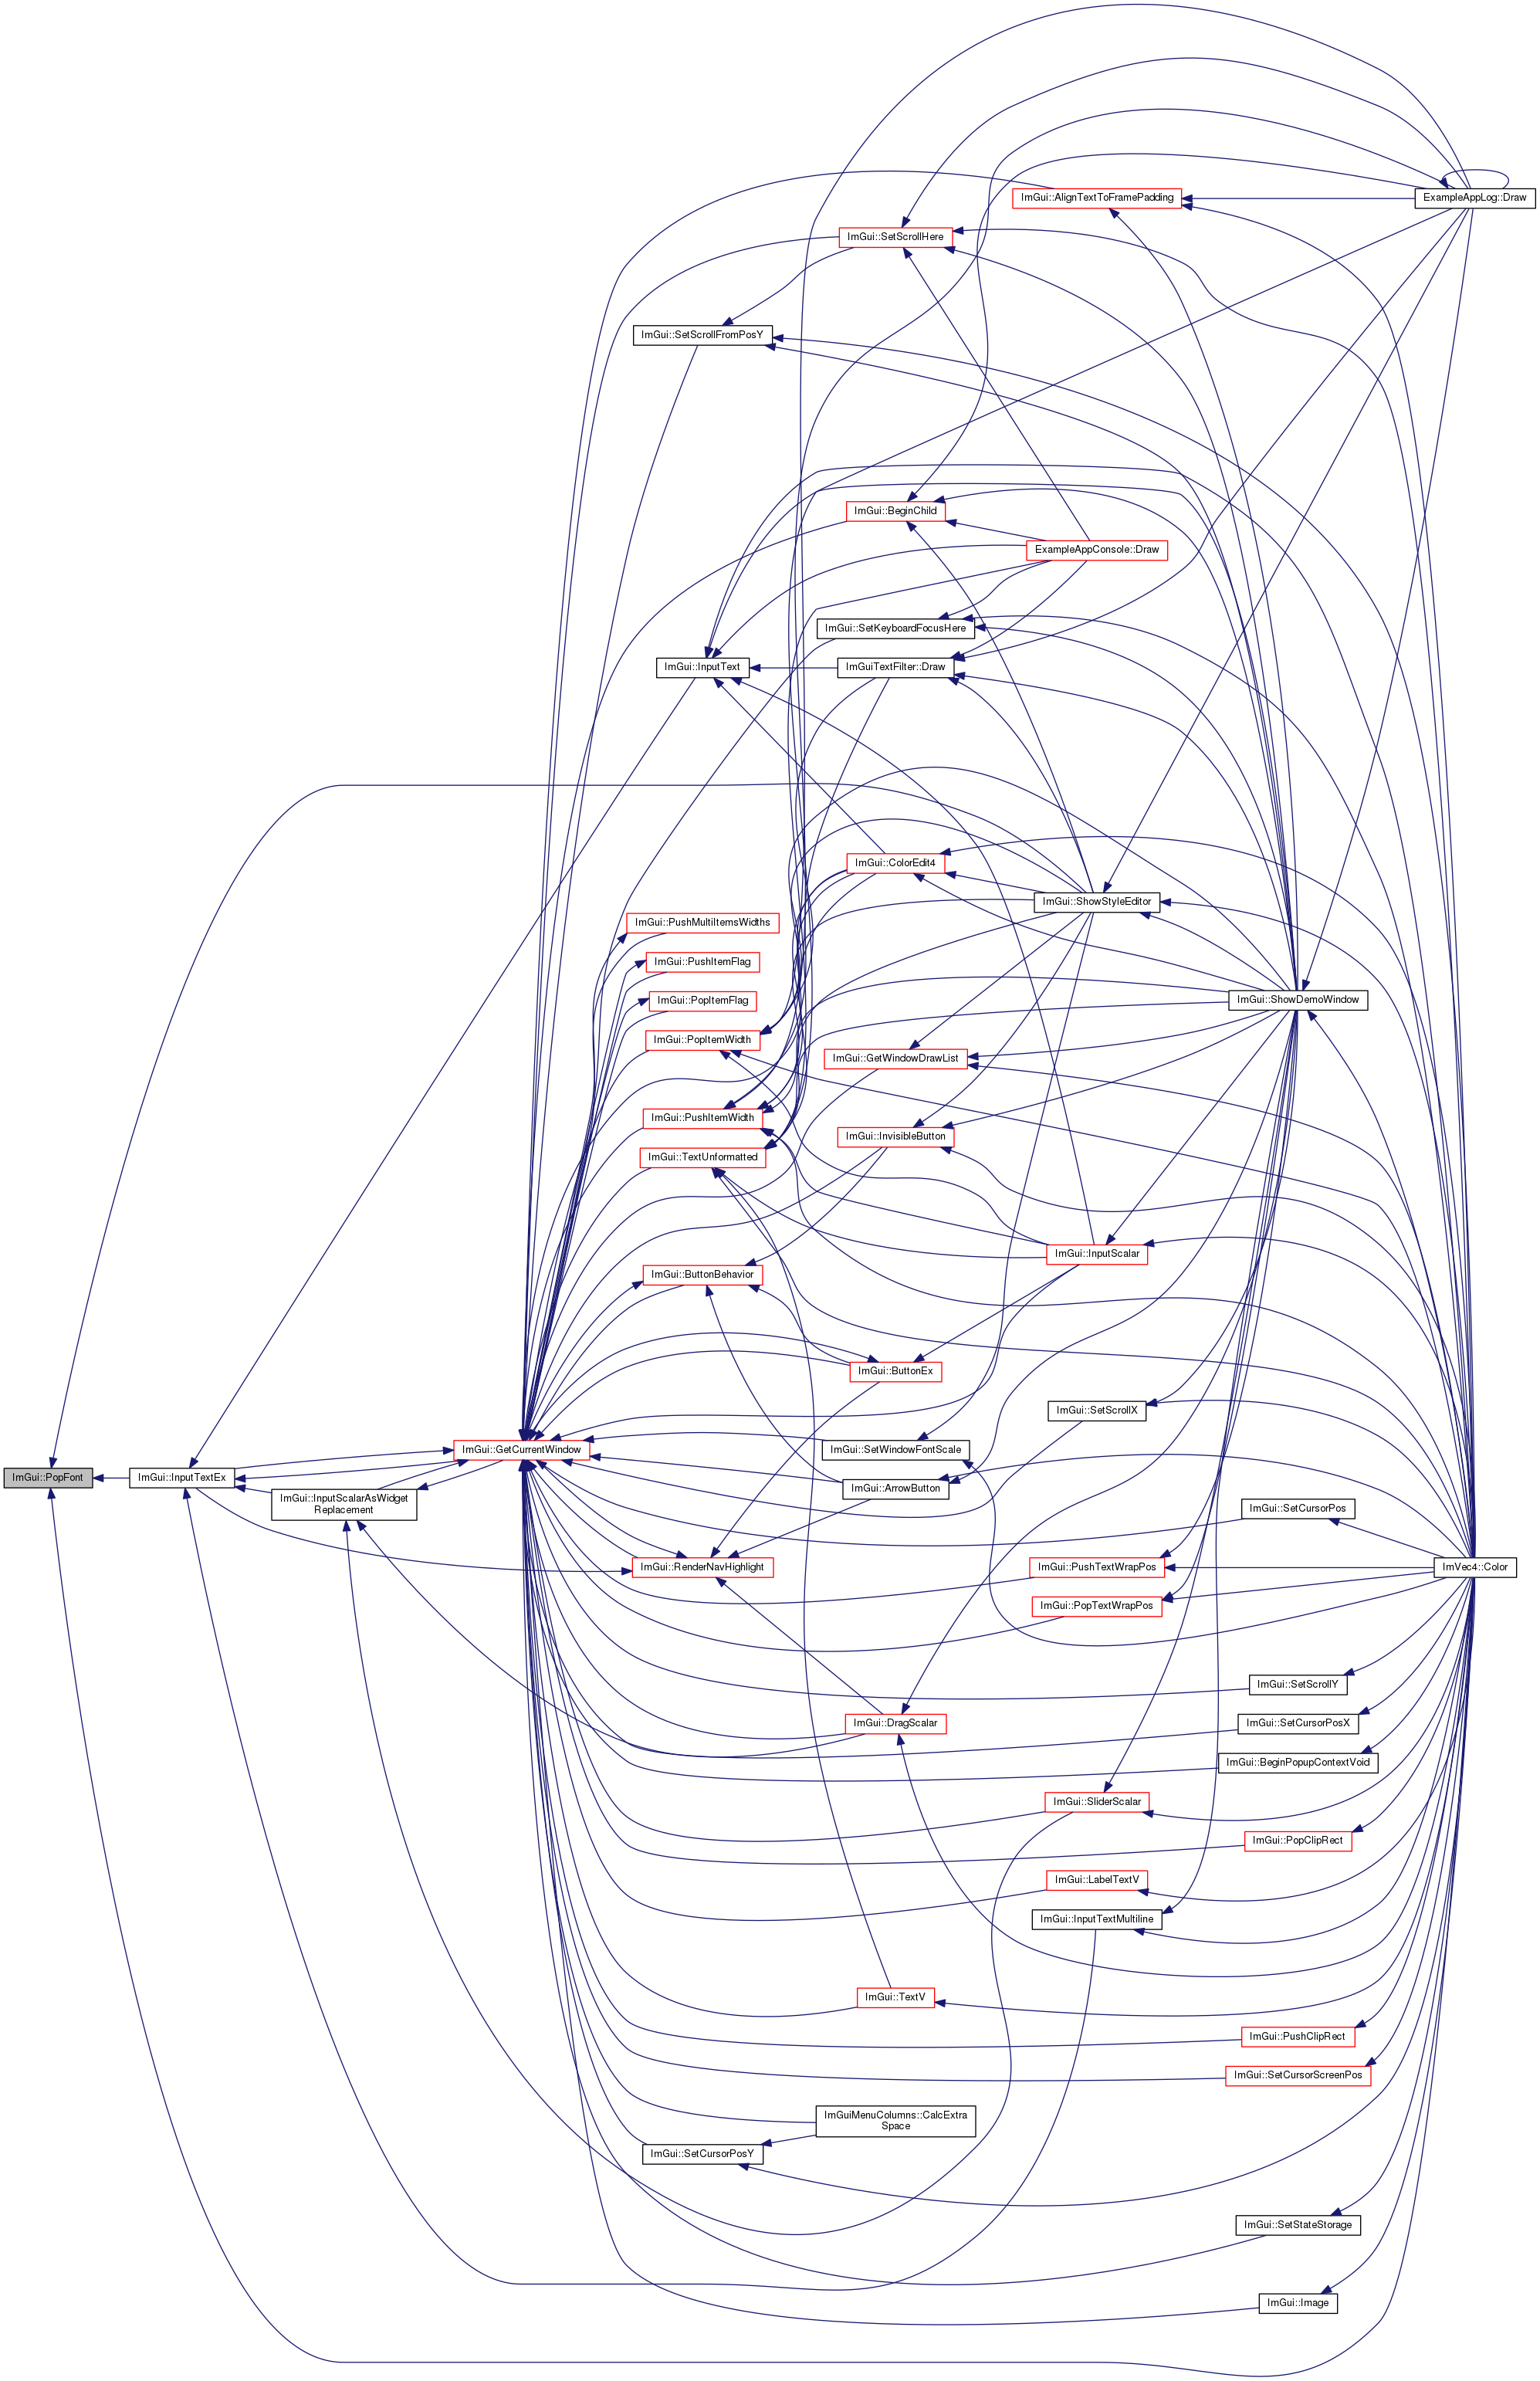 ExampleAppLog::Draw
ImGui::AlignTextToFramePadding
ImGui::SetScrollHere
ImGui::SetScrollFromPosY
ImGui::BeginChild
ExampleAppConsole::Draw
ImGui::SetKeyboardFocusHere
ImGui::InputText
ImGuiTextFilter::Draw
ImGui::ColorEdit4
ImGui::ShowStyleEditor
ImGui::PushMultiItemsWidths
ImGui::PushItemFlag
ImGui::PopItemFlag
ImGui::ShowDemoWindow
ImGui::PopItemWidth
ImGui::GetWindowDrawList
ImGui::PushItemWidth
ImGui::InvisibleButton
ImGui::TextUnformatted
ImGui::InputScalar
ImGui::ButtonBehavior
ImGui::ButtonEx
ImGui::SetScrollX
ImGui::GetCurrentWindow
ImGui::SetWindowFontScale
ImGui::PopFont
ImGui::InputTextEx
ImGui::ArrowButton
ImGui::InputScalarAsWidget
Replacement
ImGui::SetCursorPos
ImGui::RenderNavHighlight
ImGui::PushTextWrapPos
ImVec4::Color
ImGui::PopTextWrapPos
ImGui::SetScrollY
ImGui::DragScalar
ImGui::SetCursorPosX
ImGui::BeginPopupContextVoid
ImGui::SliderScalar
ImGui::PopClipRect
ImGui::LabelTextV
ImGui::InputTextMultiline
ImGui::TextV
ImGui::PushClipRect
ImGui::SetCursorScreenPos
ImGuiMenuColumns::CalcExtra
Space
ImGui::SetCursorPosY
ImGui::SetStateStorage
ImGui::Image